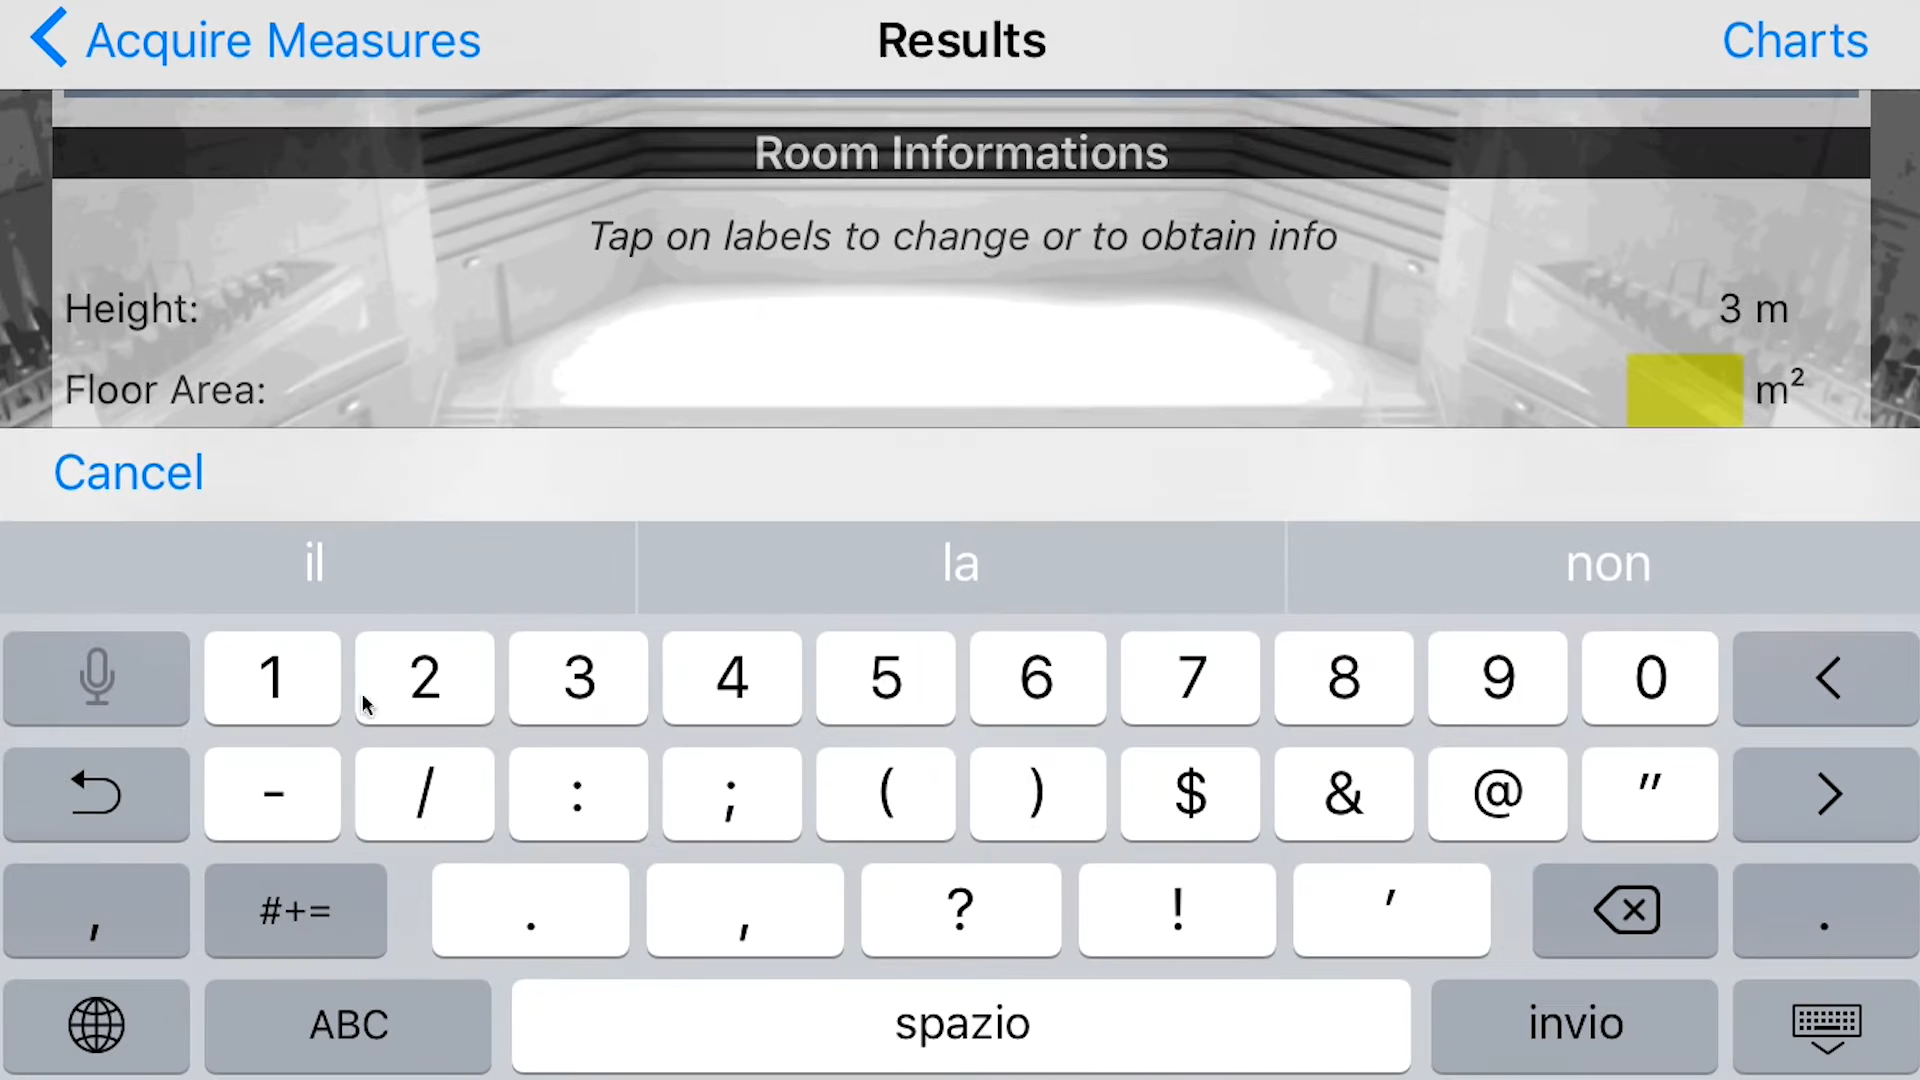 Acquire Measures Results Charts
Room Informations
Tap on labels to change or to obtain info
Height: 3 m
Floor Area: m²
Cancel
il la non
1 2 3 4 5 6 7 8 9 0 <
- / : ; ( ) $ & @ " >
, #+= . , ? ! ' .
ABC spazio invio